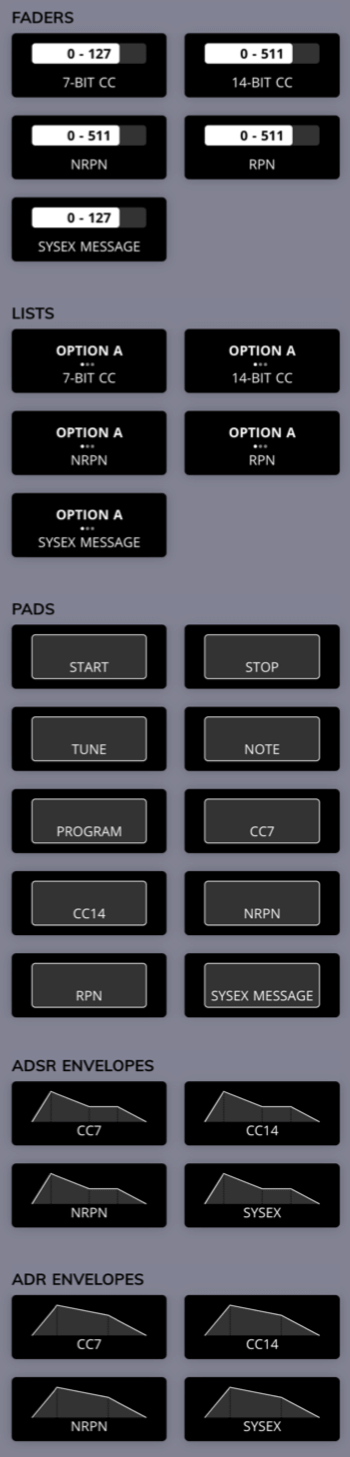 FADERS
0 - 127
7-BIT CC
0 - 511
14-BIT CC
0 - 511
NRPN
0 - 511
RPN
0 - 127
SYSEX MESSAGE
LISTS
OPTION A
7-BIT CC
OPTION A
14-BIT CC
OPTION A
NRPN
OPTION A
RPN
OPTION A
SYSEX MESSAGE
PADS
START
STOP
TUNE
NOTE
PROGRAM
CC7
CC14
NRPN
RPN
SYSEX MESSAGE
ADSR ENVELOPES
CC7
CC14
NRPN
SYSEX
ADR ENVELOPES
CC7
CC14
NRPN
SYSEX